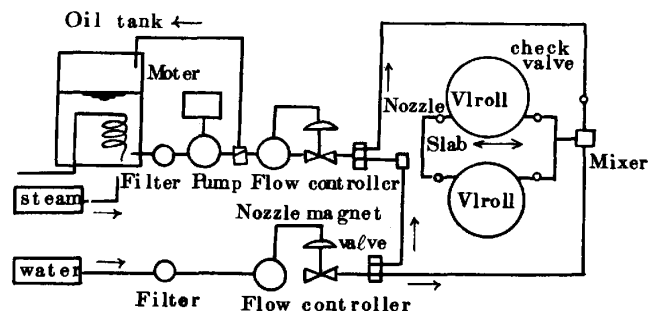 Oil tank
Moter
check
valve
Nozzle
Vlroll
Slab
Mixer
Filter
Pump
Flow controller
steam
Vlroll
Nozzle magnet
valve
water
Filter
Flow controller